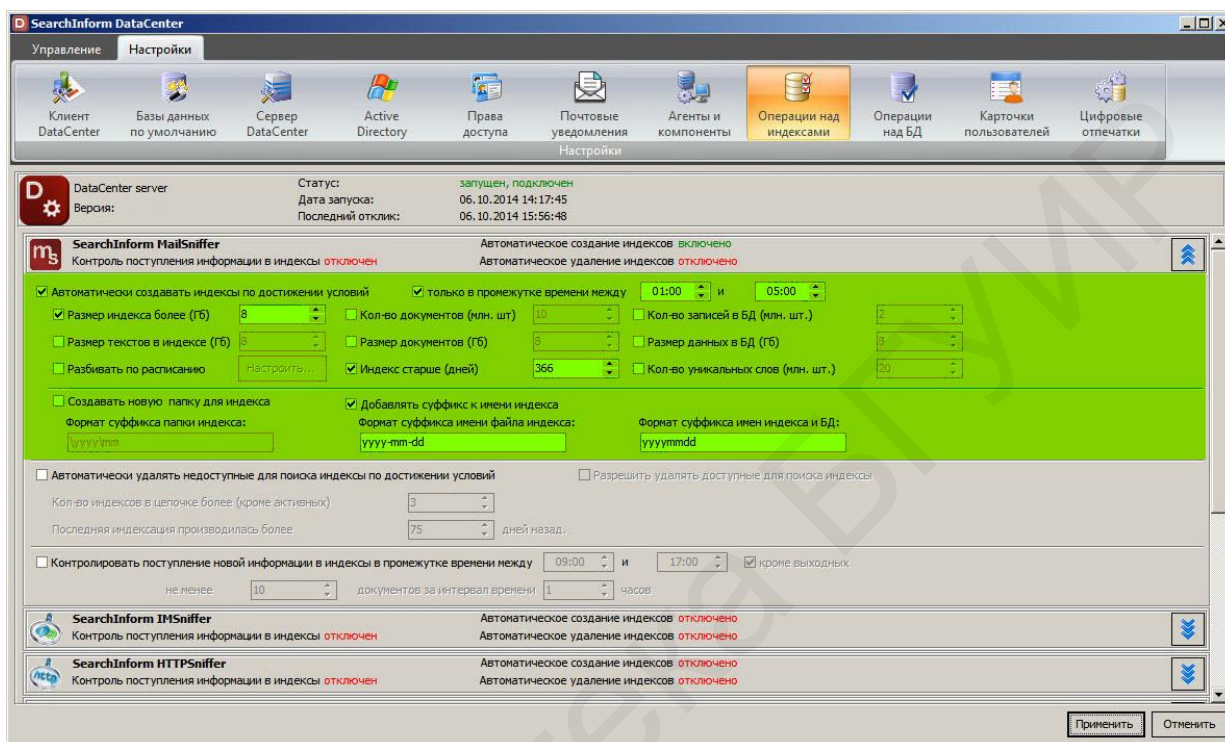 SearchInform DataCenter
Управление Настройки
Клиент DataCenter
Базы данных по умолчанию
Сервер DataCenter
Active Directory
Права доступа
Почтовые уведомления
Агенты и компоненты
Операции над индексами
Операции над БД
Карточки пользователей
Цифровые отпечатки
Настройки
DataCenter server Статус: запущен, подключен
Версия: Дата запуска: 06.10.2014 14:17:45
Последний отклик: 06.10.2014 15:56:48
SearchInform MailSniffer Автоматическое создание индексов включено
Контроль поступления информации в индексы отключен Автоматическое удаление индексов отключено
Автоматически создавать индексы по достижении условий только в промежутке времени между 01:00 и 05:00
Размер индекса более (Гб) 8 Кол-во документов (млн. шт) 10 Кол-во записей в БД (млн. шт.) 2
Размер текстов в индексе (Гб) 8 Размер документов (Гб) 8 Размер данных в БД (Гб) 8
Разбивать по расписанию Настроить... Индекс старше (дней) 366 Кол-во уникальных слов (млн. шт.) 20
Создавать новую папку для индекса Добавлять суффикс к имени индекса
Формат суффикса папки индекса: Формат суффикса имени файла индекса: Формат суффикса имен индекса и БД:
\yyyy\mm yyyy-mm-dd yyyymmdd
Автоматически удалять недоступные для поиска индексы по достижении условий Разрешить удалять доступные для поиска индексы
Кол-во индексов в цепочке более (кроме активных) 3
Последняя индексация производилась более 75 дней назад.
Контролировать поступление новой информации в индексы в промежутке времени между 09:00 и 17:00 кроме выходных
не менее 10 документов за интервал времени 1 часов
SearchInform IMSniffer Автоматическое создание индексов отключено
Контроль поступления информации в индексы отключен Автоматическое удаление индексов отключено
SearchInform HTTPSniffer Автоматическое создание индексов отключено
Контроль поступления информации в индексы отключен Автоматическое удаление индексов отключено
Применить Отменить